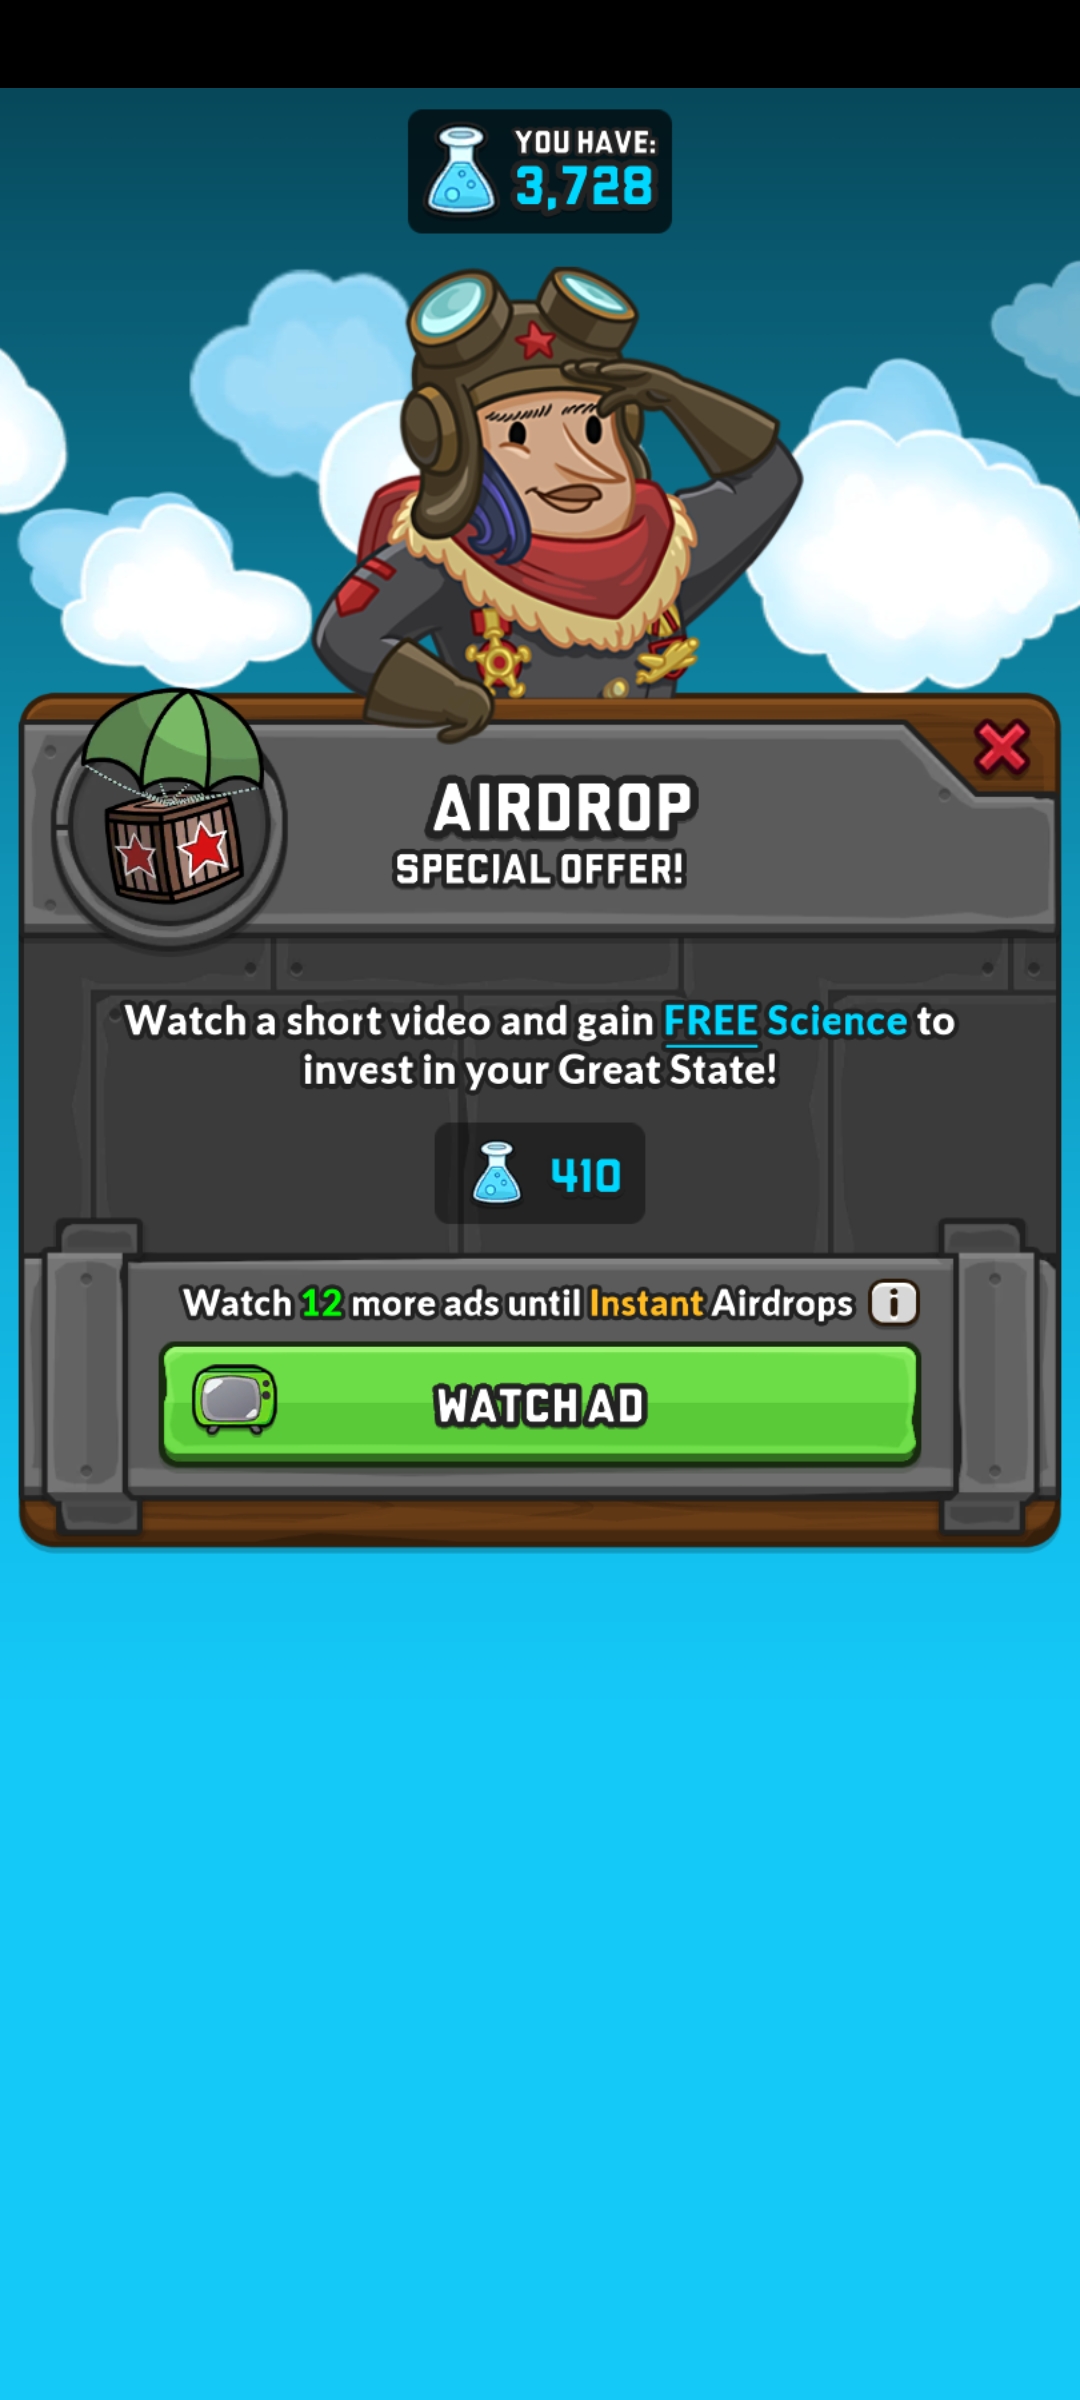 YOU HAVE:
3,728
AIRDROP
SPECIAL OFFER!
Watch a short video and gain FREE Science to
invest in your Great State!
410
Watch 12 more ads until Instant Airdrops i
WATCH AD